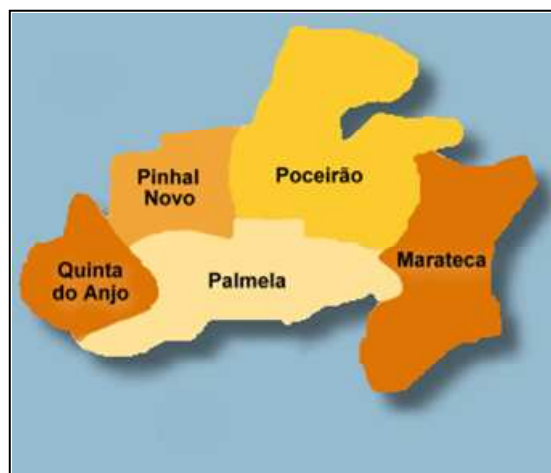 Pinhal
Novo
Poceirão
Quinta
do Anjo
Palmela
Marateca